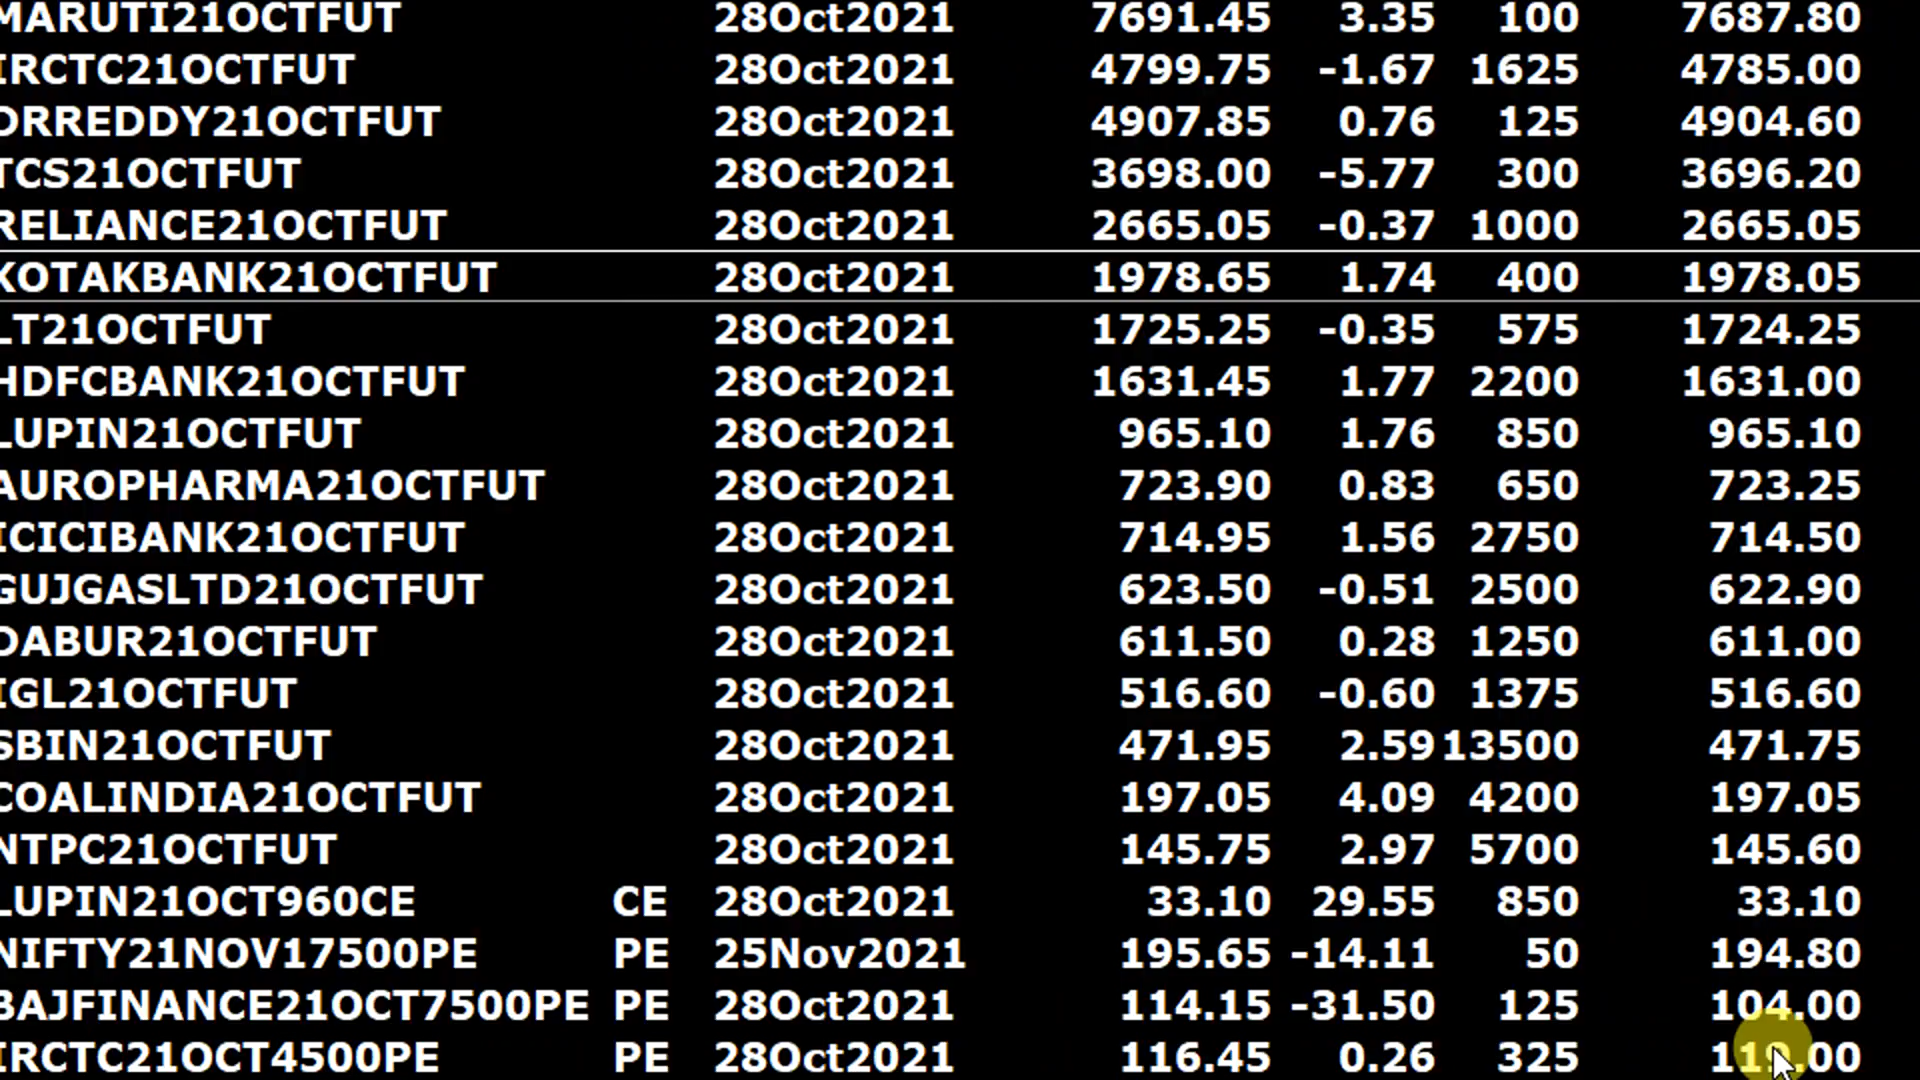 MARUTI21OCTFUT 28Oct2021 7691.45 3.35 100 7687.80
IRCTC21OCTFUT 28Oct2021 4799.75 -1.67 1625 4785.00
DRREDDY21OCTFUT 28Oct2021 4907.85 0.76 125 4904.60
TCS21OCTFUT 28Oct2021 3698.00 -5.77 300 3696.20
RELIANCE21OCTFUT 28Oct2021 2665.05 -0.37 1000 2665.05
KOTAKBANK21OCTFUT 28Oct2021 1978.65 1.74 400 1978.05
LT21OCTFUT 28Oct2021 1725.25 -0.35 575 1724.25
HDFCBANK21OCTFUT 28Oct2021 1631.45 1.77 2200 1631.00
LUPIN21OCTFUT 28Oct2021 965.10 1.76 850 965.10
AUROPHARMA21OCTFUT 28Oct2021 723.90 0.83 650 723.25
ICICIBANK21OCTFUT 28Oct2021 714.95 1.56 2750 714.50
GUJGASLTD21OCTFUT 28Oct2021 623.50 -0.51 2500 622.90
DABUR21OCTFUT 28Oct2021 611.50 0.28 1250 611.00
IGL21OCTFUT 28Oct2021 516.60 -0.60 1375 516.60
SBIN21OCTFUT 28Oct2021 471.95 2.59 13500 471.75
COALINDIA21OCTFUT 28Oct2021 197.05 4.09 4200 197.05
NTPC21OCTFUT 28Oct2021 145.75 2.97 5700 145.60
LUPIN21OCT960CE CE 28Oct2021 33.10 29.55 850 33.10
NIFTY21NOV17500PE PE 25Nov2021 195.65 -14.11 50 194.80
BAJFINANCE21OCT7500PE PE 28Oct2021 114.15 -31.50 125 104.00
IRCTC21OCT4500PE PE 28Oct2021 116.45 0.26 325